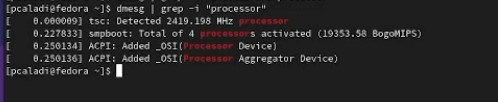 [pcaladi@fedora ~]$ dmesg | grep -i "processor"
[    0.000009] tsc: Detected 2419.198 MHz processor
[    0.227833] smpboot: Total of 4 processors activated (19353.58 BogoMIPS)
[    0.250134] ACPI: Added _OSI(Processor Device)
[    0.250136] ACPI: Added _OSI(Processor Aggregator Device)
[pcaladi@fedora ~]$